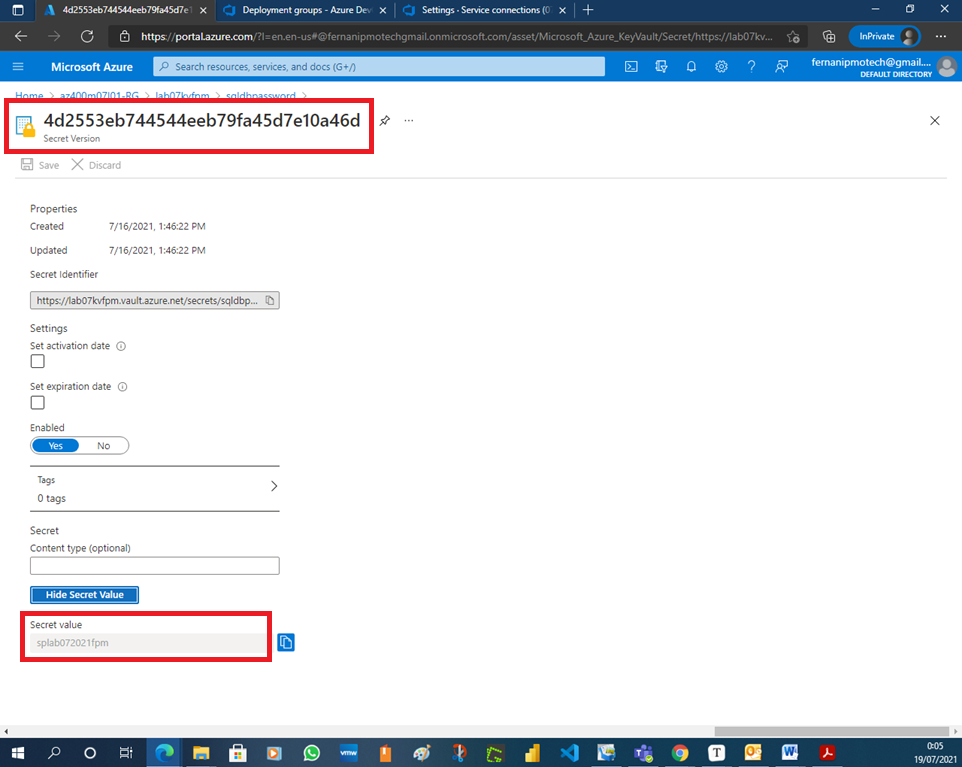 4d2553eb744544eeb79fa45d7e1
Deployment groups - Azure Dev
Settings · Service connections (07
https://portal.azure.com/?l=en.en-us#@fernanipmotechgmail.onmicrosoft.com/asset/Microsoft_Azure_KeyVault/Secret/https://lab07kv...
InPrivate
Microsoft Azure
Search resources, services, and docs (G+/)
fernanipmotech@gmail....
DEFAULT DIRECTORY
Home > az400m07l01-RG > lab07kvfpm > sqldbpassword >
4d2553eb744544eeb79fa45d7e10a46d
Secret Version
Save
Discard
Properties
Created 7/16/2021, 1:46:22 PM
Updated 7/16/2021, 1:46:22 PM
Secret Identifier
https://lab07kvfpm.vault.azure.net/secrets/sqldbp...
Settings
Set activation date
Set expiration date
Enabled
Yes No
Tags
0 tags
Secret
Content type (optional)
Hide Secret Value
Secret value
splab072021fpm
vmw
0:05
19/07/2021